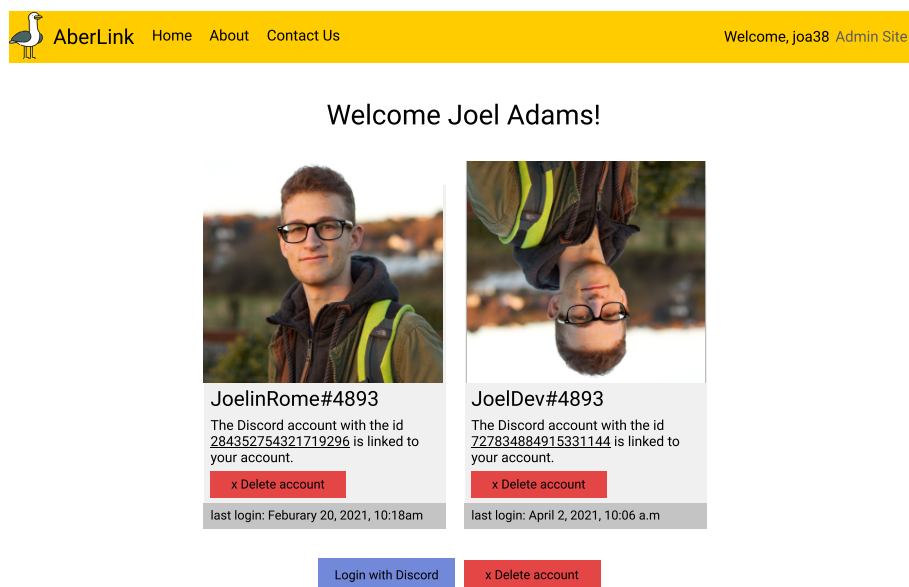 AberLink Home About Contact Us Welcome, joa38 Admin Site
Welcome Joel Adams!
JoelinRome#4893
The Discord account with the id
284352754321719296 is linked to
your account.
x Delete account
last login: Feburary 20, 2021, 10:18am
JoelDev#4893
The Discord account with the id
727834884915331144 is linked to
your account.
x Delete account
last login: April 2, 2021, 10:06 a.m
Login with Discord x Delete account